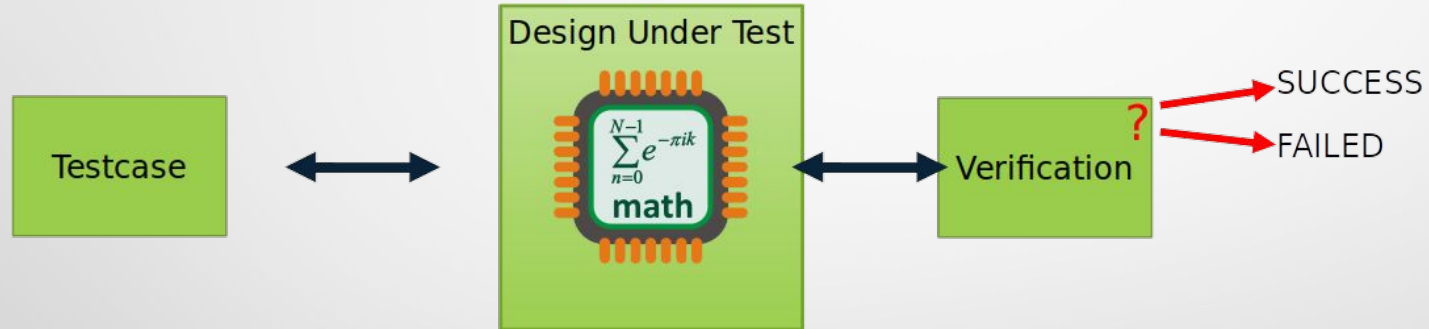 Design Under Test
Testcase
N-1
∑ e^{-πik}
n=0
math
?
Verification
SUCCESS
FAILED